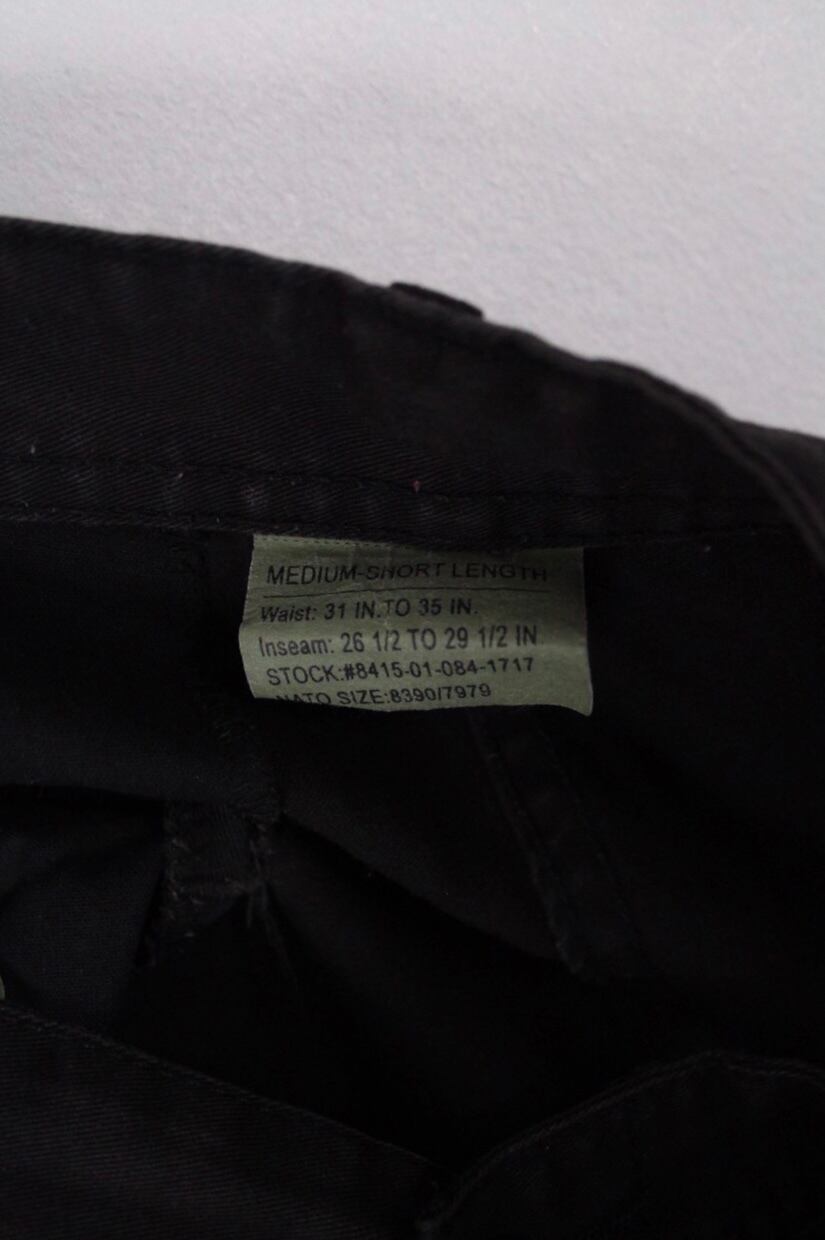 MEDIUM-SHORT LENGTH
Waist: 31 IN.TO 35 IN.
Inseam: 26 1/2 TO 29 1/2 IN
STOCK:#8415-01-084-1717
NATO SIZE:8390/7979